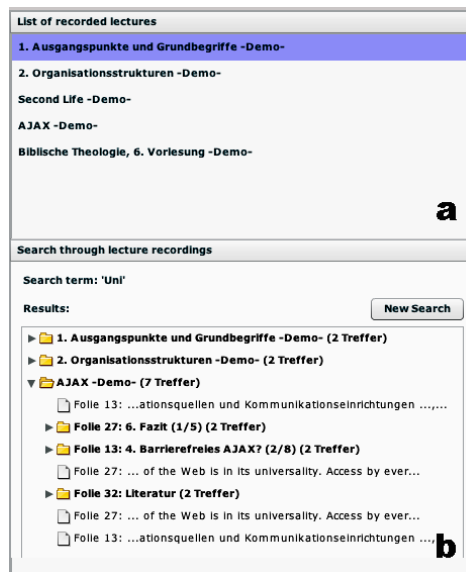 List of recorded lectures
1. Ausgangspunkte und Grundbegriffe -Demo-
2. Organisationsstrukturen -Demo-
Second Life -Demo-
AJAX -Demo-
Biblische Theologie, 6. Vorlesung -Demo-
a
Search through lecture recordings
Search term: 'Uni'
Results: New Search
1. Ausgangspunkte und Grundbegriffe -Demo- (2 Treffer)
2. Organisationsstrukturen -Demo- (2 Treffer)
AJAX -Demo- (7 Treffer)
Folie 13: ...ationsquellen und Kommunikationseinrichtungen ...,...
Folie 27: 6. Fazit (1/5) (2 Treffer)
Folie 13: 4. Barrierefreies AJAX? (2/8) (2 Treffer)
Folie 27: ... of the Web is in its universality. Access by ever...
Folie 32: Literatur (2 Treffer)
Folie 27: ... of the Web is in its universality. Access by ever...
Folie 13: ...ationsquellen und Kommunikationseinrichtungen ...,
b